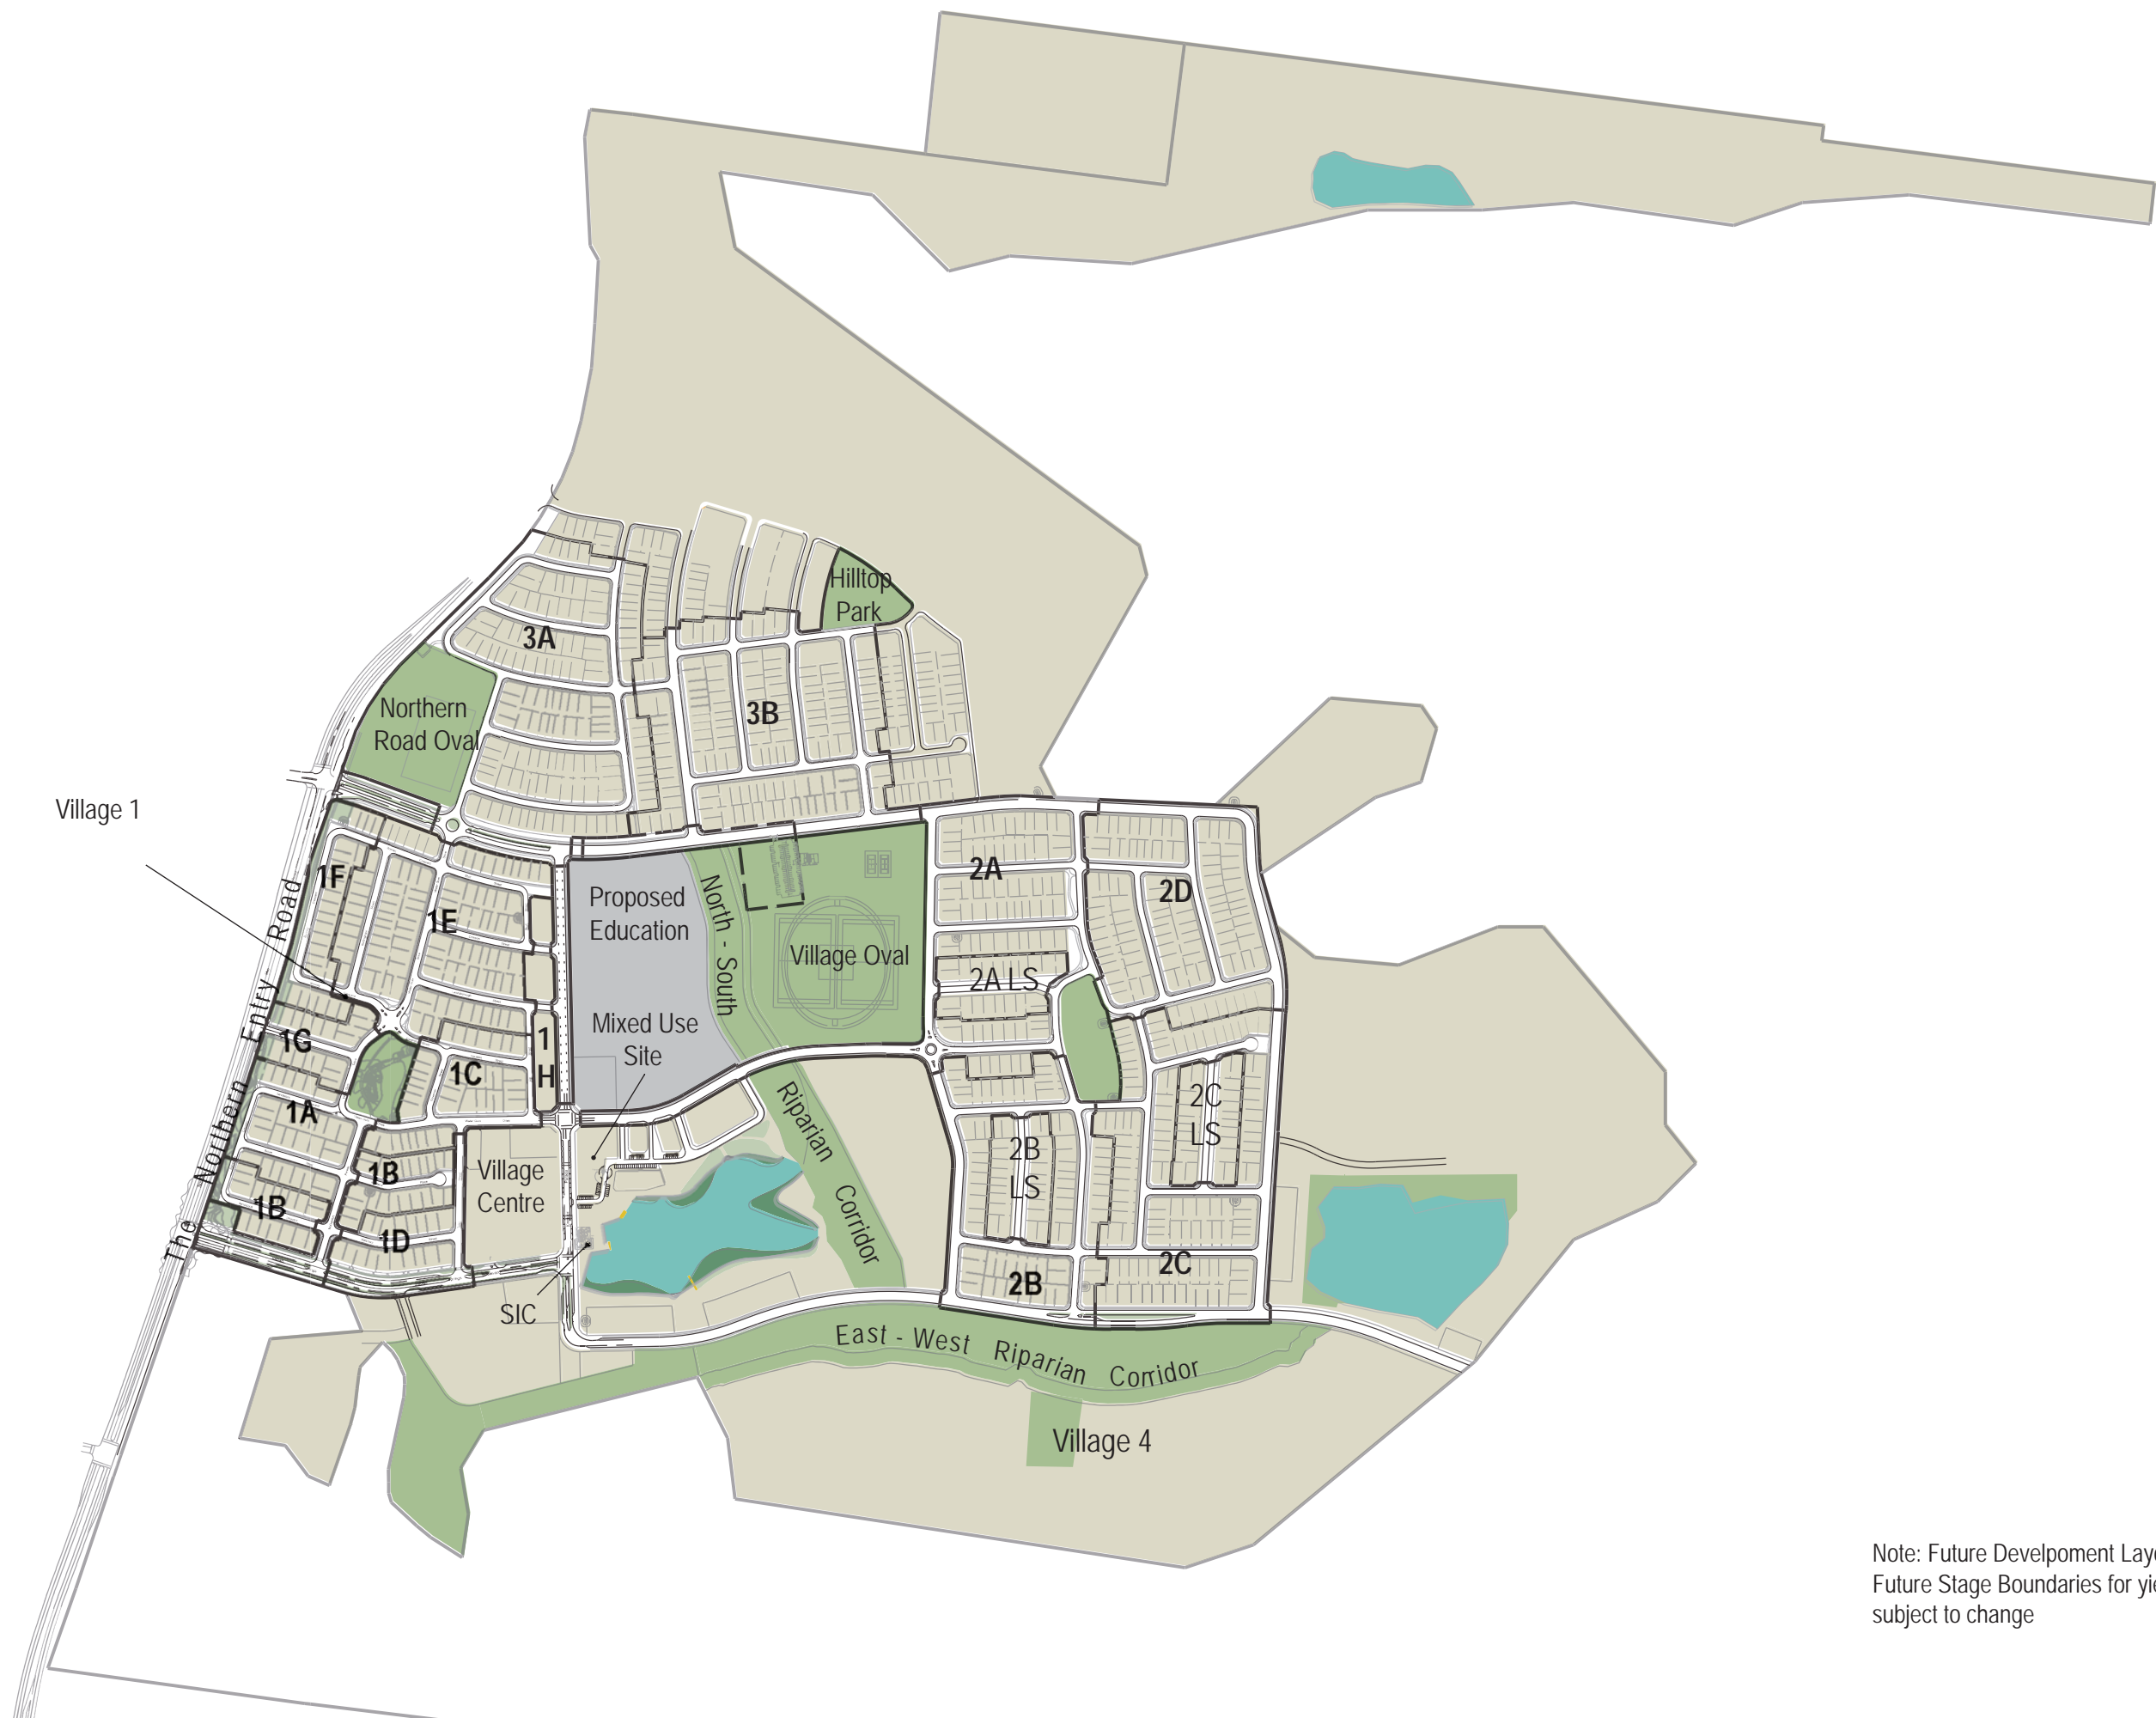 Hilltop
Park
3A
Northern
Road Oval
3B
Village 1
1F
1E
Proposed
Education
North - South
Village Oval
2A
2D
2A LS
Mixed Use
Site
1
H
1G
1C
1A
2C
LS
Riparian
Corridor
2B
LS
1B
Village
Centre
1B
1D
The Northern Entry Road
2C
2B
SIC
East - West Riparian Corridor
Village 4
Note: Future Develpoment
Future Stage Boundaries for
subject to change